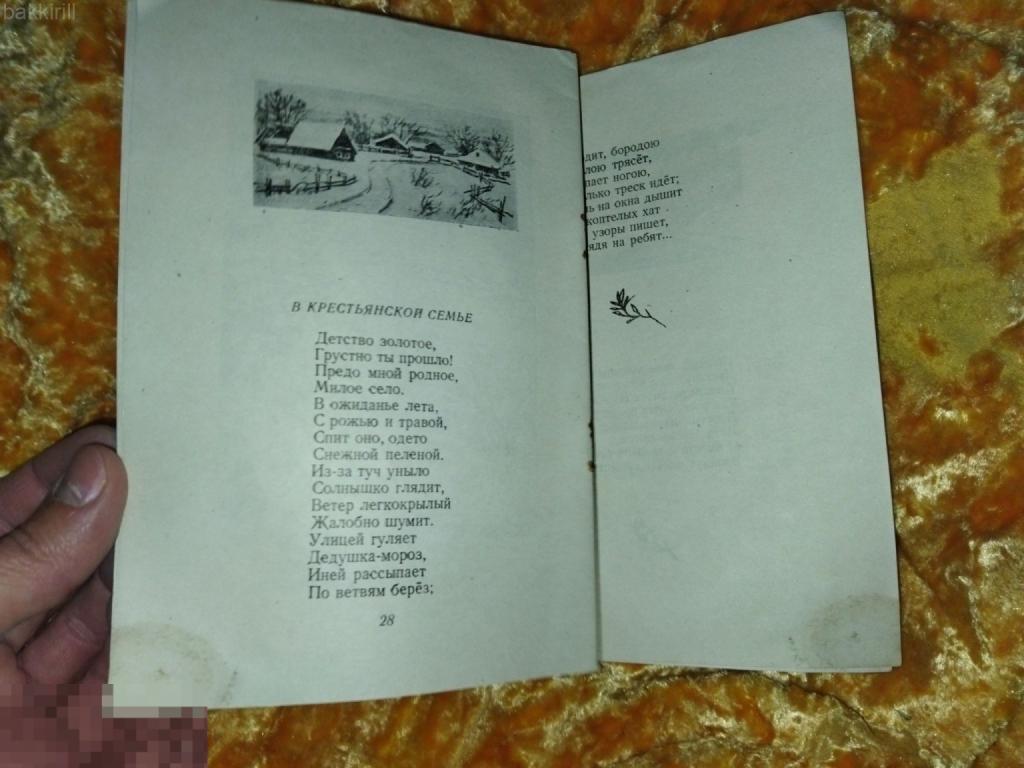 bakkirill
В КРЕСТЬЯНСКОЙ СЕМЬЕ
Детство золотое,
Грустно ты прошло!
Предо мной родное,
Милое село.
В ожиданье лета,
С рожью и травой,
Спит оно, одето
Снежной пеленой.
Из-за туч уныло
Солнышко глядит,
Ветер легкокрылый
Жалобно шумит.
Улицей гуляет
Дедушка-мороз,
Иней рассыпает
По ветвям берёз;
28
дит, бородою
лою трясёт,
пает ногою,
лько треск идёт;
ь на окна дышит
коптелых хат
узоры пишет,
ядя на ребят...